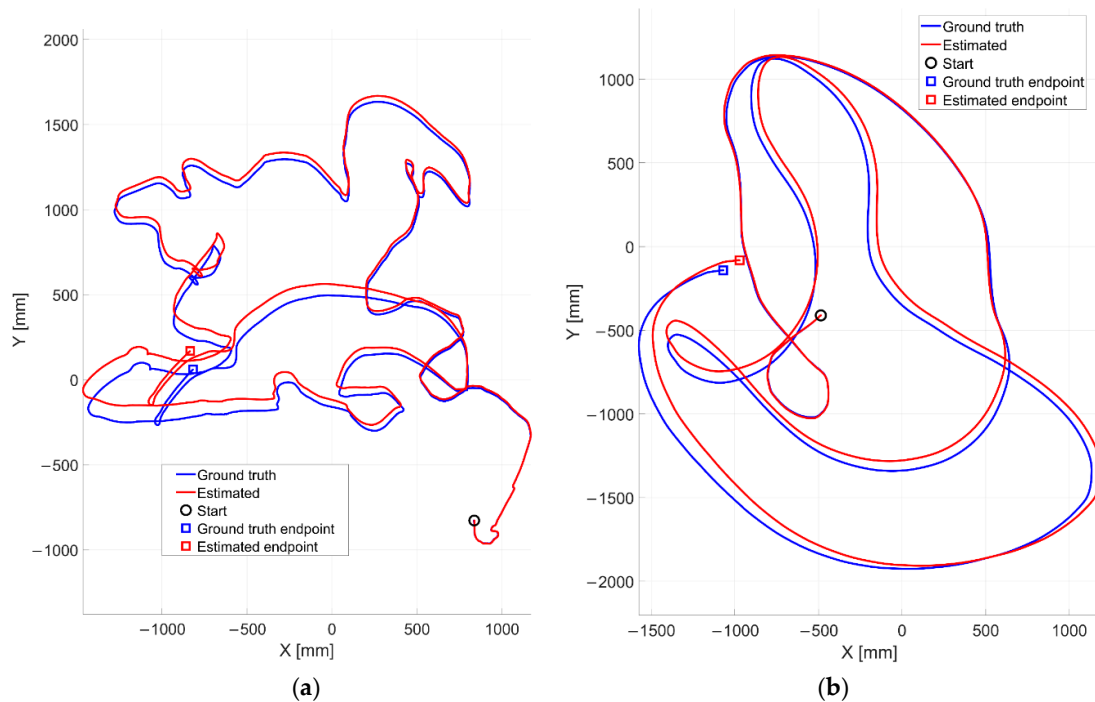 2000
1500
1000
500
0
−500
−1000
Y [mm]
−1000
−500
0
500
1000
X [mm]
Ground truth
Estimated
Start
Ground truth endpoint
Estimated endpoint
(a)
1000
500
0
−500
−1000
−1500
−2000
Y [mm]
−1500
−1000
−500
0
500
1000
X [mm]
Ground truth
Estimated
Start
Ground truth endpoint
Estimated endpoint
(b)